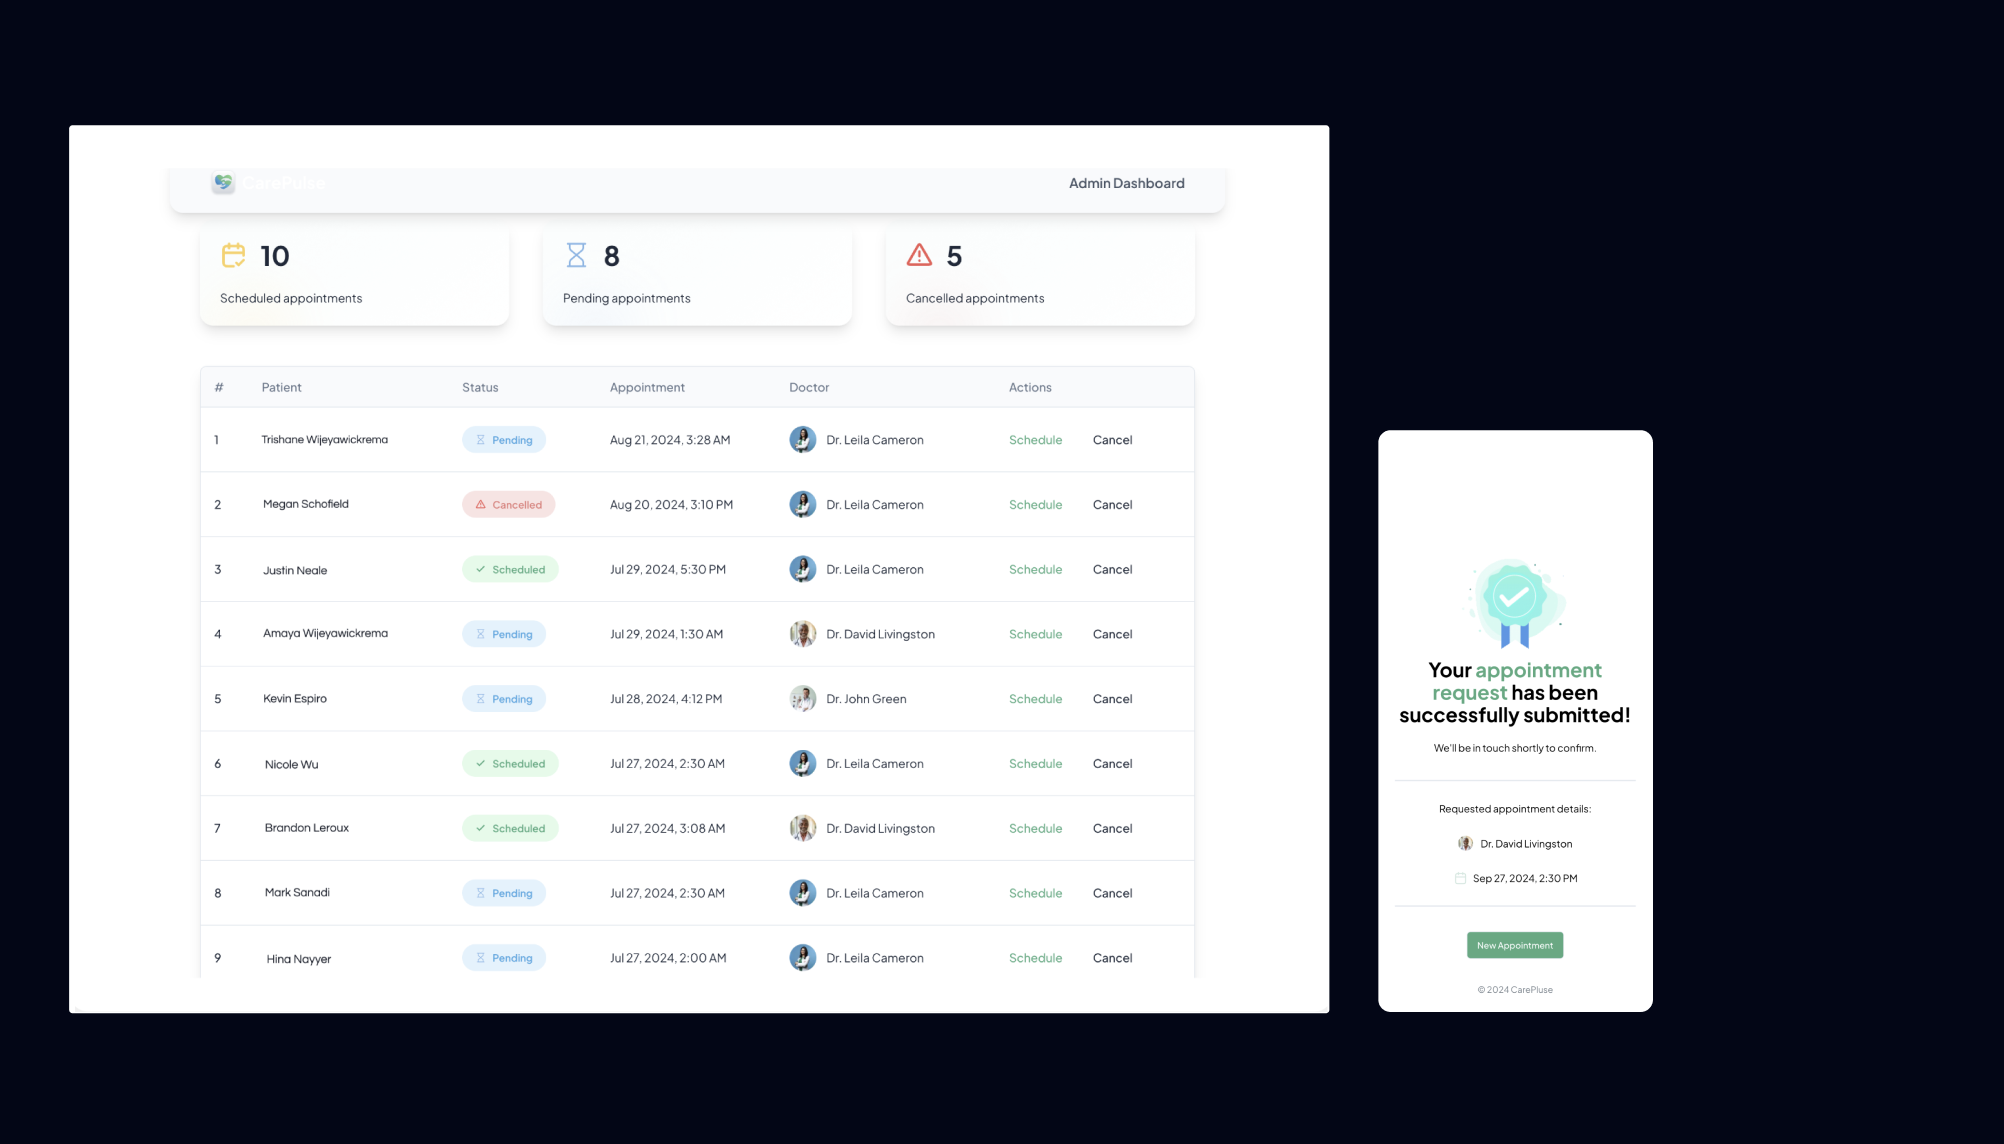 CarePulse
Admin Dashboard
10
Scheduled appointments
8
Pending appointments
5
Cancelled appointments
# Patient Status Appointment Doctor Actions
1 Trishane Wijeyawickrema Pending Aug 21, 2024, 3:28 AM Dr. Leila Cameron Schedule Cancel
2 Megan Schofield Cancelled Aug 20, 2024, 3:10 PM Dr. Leila Cameron Schedule Cancel
3 Justin Neale Scheduled Jul 29, 2024, 5:30 PM Dr. Leila Cameron Schedule Cancel
4 Amaya Wijeyawickrema Pending Jul 29, 2024, 1:30 AM Dr. David Livingston Schedule Cancel
5 Kevin Espiro Pending Jul 28, 2024, 4:12 PM Dr. John Green Schedule Cancel
6 Nicole Wu Scheduled Jul 27, 2024, 2:30 AM Dr. Leila Cameron Schedule Cancel
7 Brandon Leroux Scheduled Jul 27, 2024, 3:08 AM Dr. David Livingston Schedule Cancel
8 Mark Sanadi Pending Jul 27, 2024, 2:30 AM Dr. Leila Cameron Schedule Cancel
9 Hina Nayyer Pending Jul 27, 2024, 2:00 AM Dr. Leila Cameron Schedule Cancel
Your appointment
request has been
successfully submitted!
We'll be in touch shortly to confirm.
Requested appointment details:
Dr. David Livingston
Sep 27, 2024, 2:30 PM
New Appointment
© 2024 CarePluse